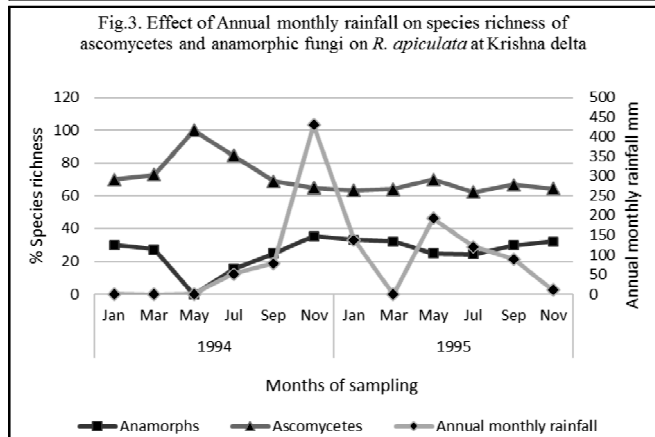 Fig.3. Effect of Annual monthly rainfall on species richness of
ascomycetes and anamorphic fungi on R. apiculata at Krishna delta
120
100
80
60
40
20
0
% Species richness
500
450
400
350
300
250
200
150
100
50
0
Annual monthly rainfall mm
Jan Mar May Jul Sep Nov Jan Mar May Jul Sep Nov
1994 1995
Months of sampling
Anamorphs Ascomycetes Annual monthly rainfall